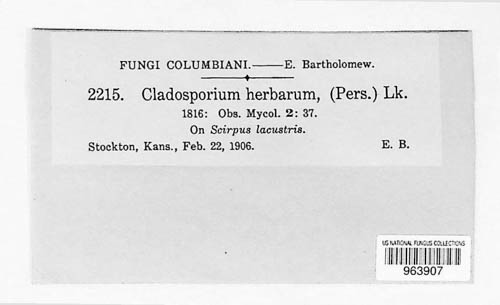 FUNGI COLUMBIANI.——E. Bartholomew.
2215. Cladosporium herbarum, (Pers.) Lk.
1816: Obs. Mycol. 2: 37.
On Scirpus lacustris.
Stockton, Kans., Feb. 22, 1906. E. B.
US NATIONAL FUNGUS COLLECTIONS
963907